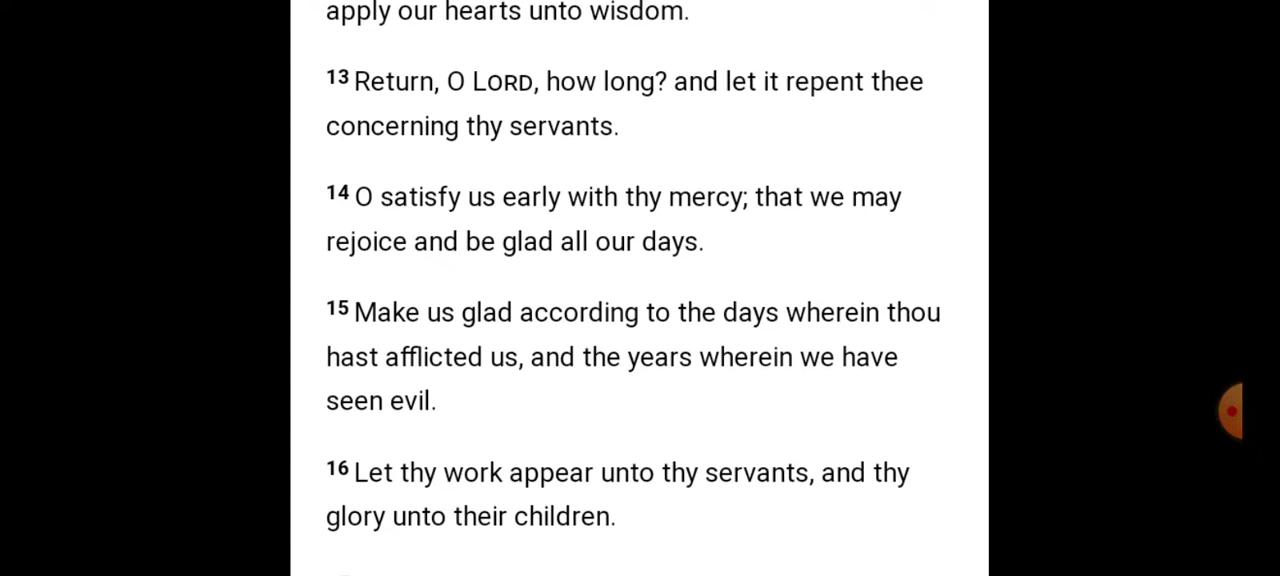 apply our hearts unto wisdom.
13 Return, O LORD, how long? and let it repent thee
concerning thy servants.
14 O satisfy us early with thy mercy; that we may
rejoice and be glad all our days.
15 Make us glad according to the days wherein thou
hast afflicted us, and the years wherein we have
seen evil.
16 Let thy work appear unto thy servants, and thy
glory unto their children.